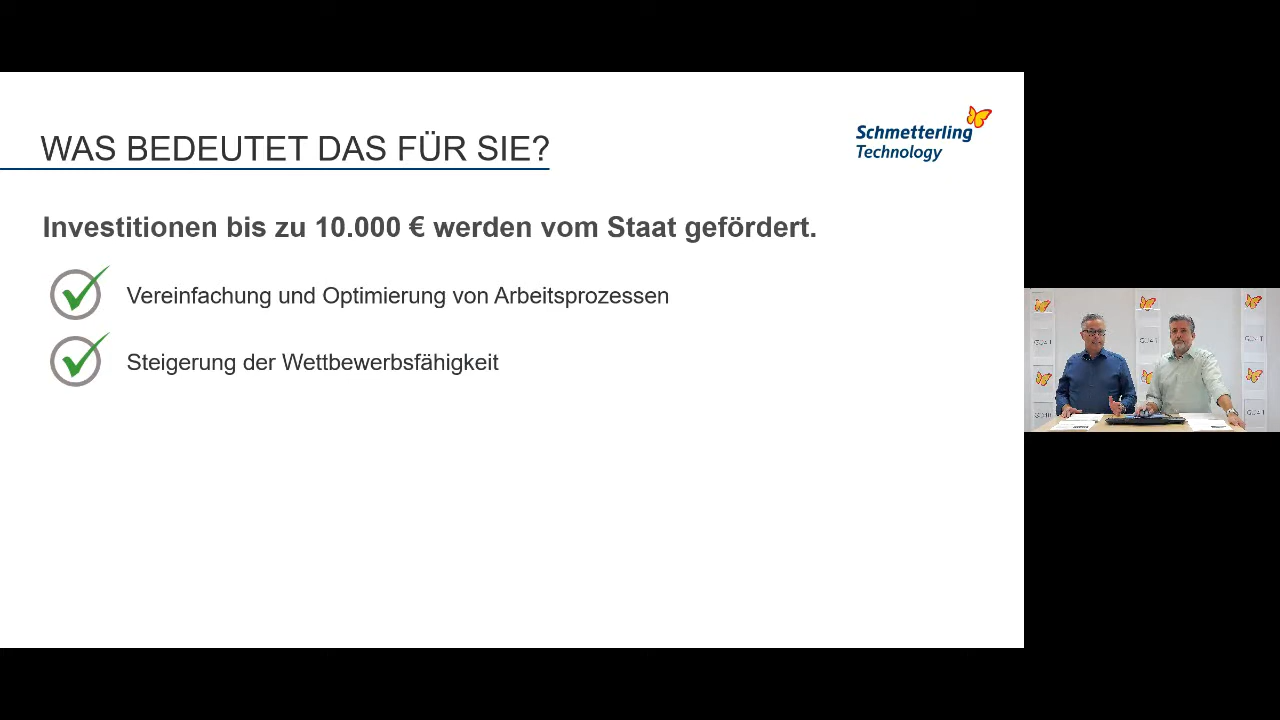 WAS BEDEUTET DAS FÜR SIE?
Schmetterling
Technology
Investitionen bis zu 10.000 € werden vom Staat gefördert.
Vereinfachung und Optimierung von Arbeitsprozessen
Steigerung der Wettbewerbsfähigkeit